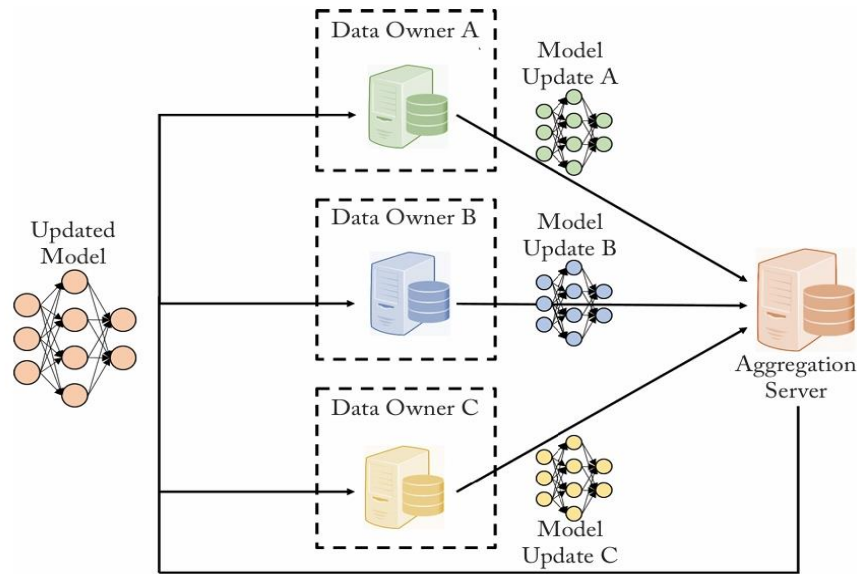 Data Owner A
Model
Update A
Data Owner B
Model
Update B
Updated
Model
Aggregation
Server
Data Owner C
Model
Update C